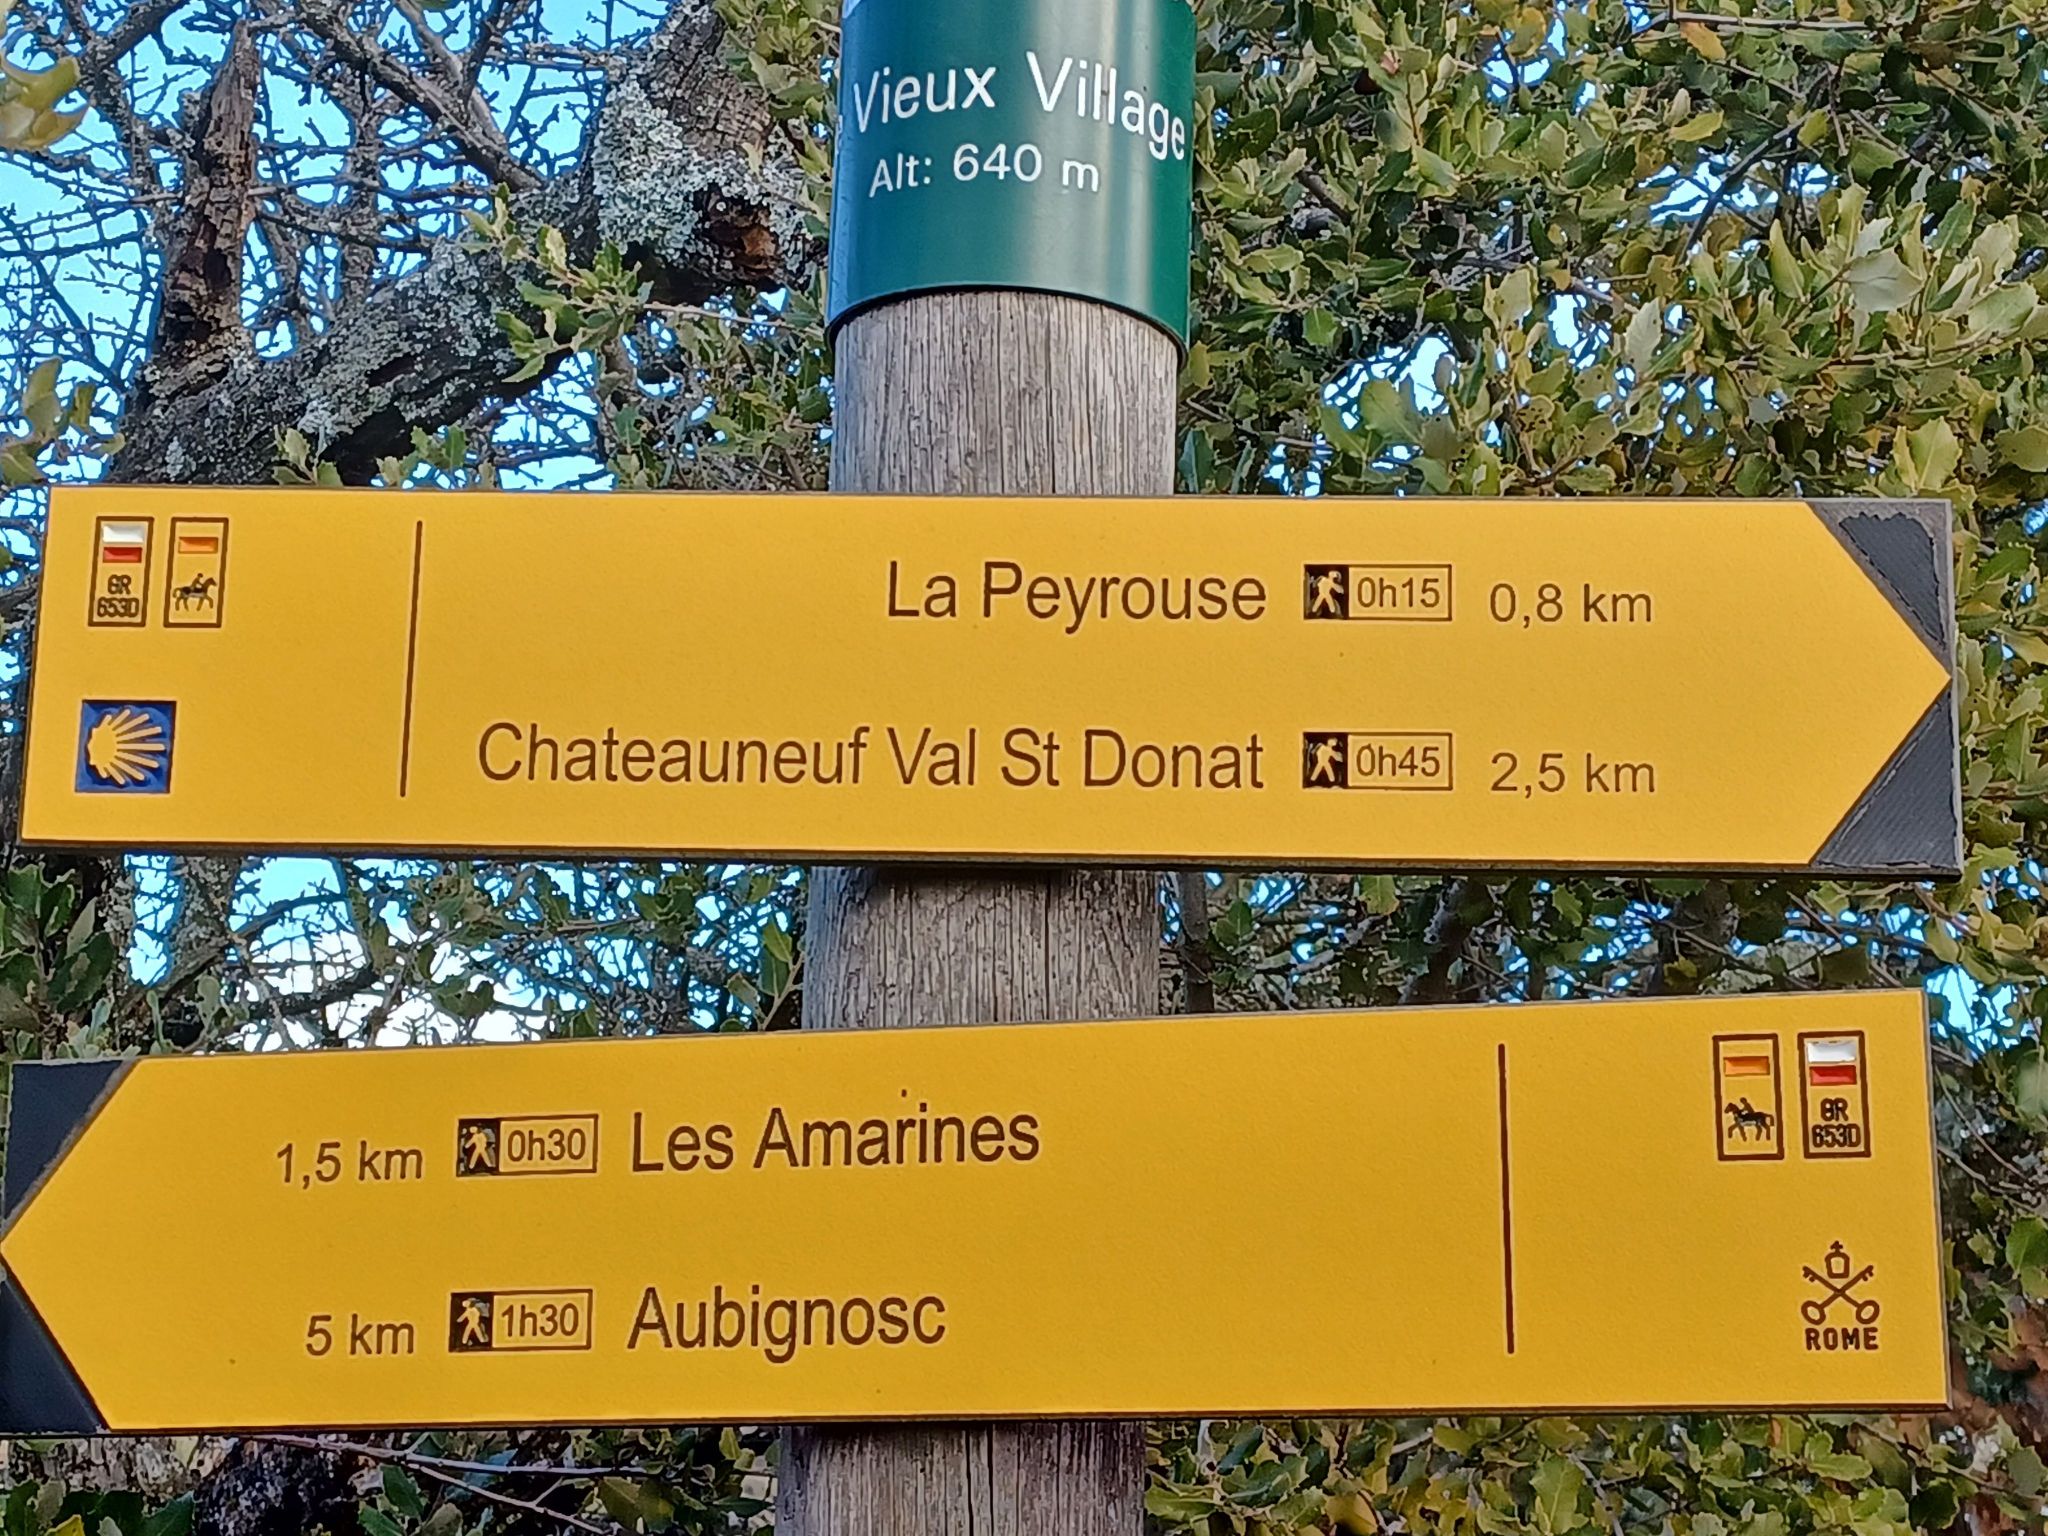 Vieux Village
Alt: 640 m
GR
653D
La Peyrouse 0h15 0,8 km
Chateauneuf Val St Donat 0h45 2,5 km
1,5 km 0h30 Les Amarines
GR
653D
5 km 1h30 Aubignosc
ROME